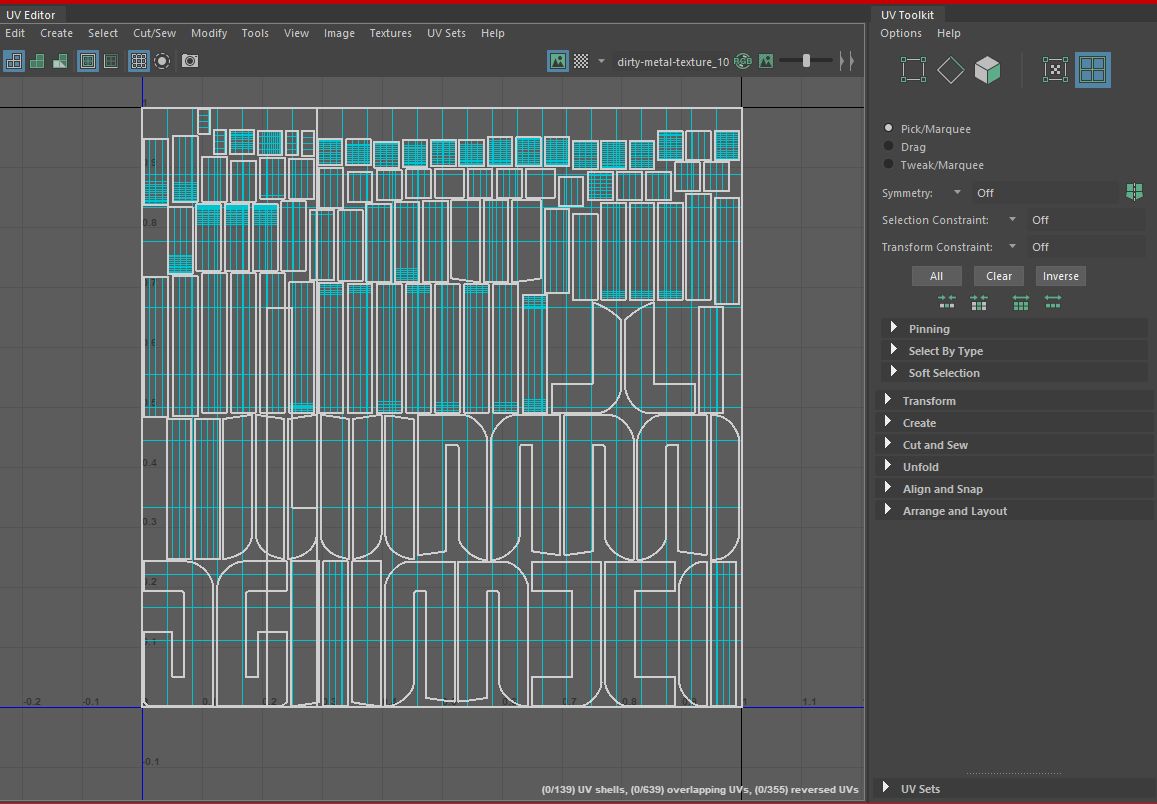 UV Editor
Edit Create Select Cut/Sew Modify Tools View Image Textures UV Sets Help
dirty-metal-texture_10
RGB
1
0.8
0.7
0.6
0.5
0.4
0.3
0.2
0.1
-0.2 -0.1 0.2 0.7 0.8 1 1.1
-0.1
(0/139) UV shells, (0/639) overlapping UVs, (0/355) reversed UVs
UV Toolkit
Options Help
Pick/Marquee
Drag
Tweak/Marquee
Symmetry: Off
Selection Constraint: Off
Transform Constraint: Off
All Clear Inverse
Pinning
Select By Type
Soft Selection
Transform
Create
Cut and Sew
Unfold
Align and Snap
Arrange and Layout
UV Sets